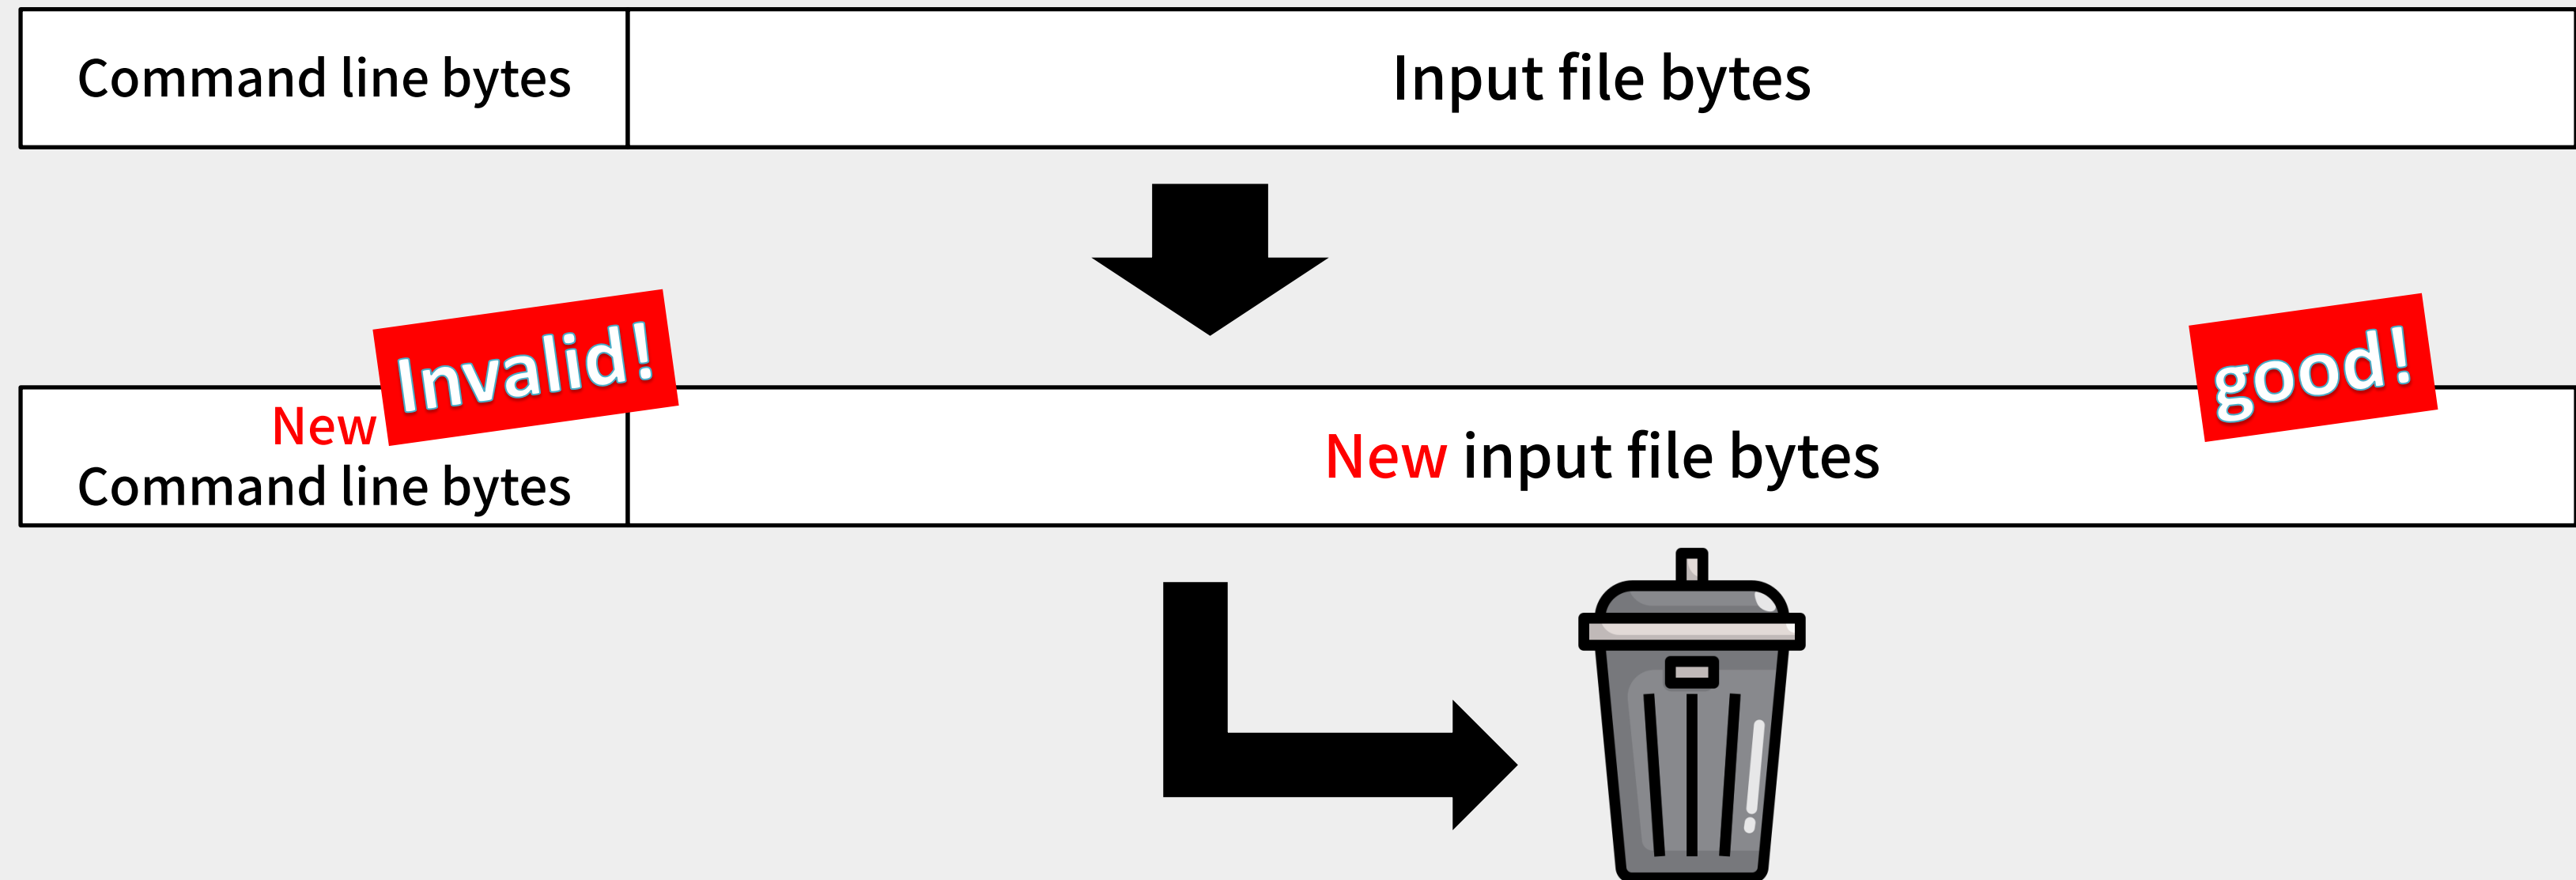 Command line bytes
Input file bytes
Invalid!
good!
New
Command line bytes
New input file bytes